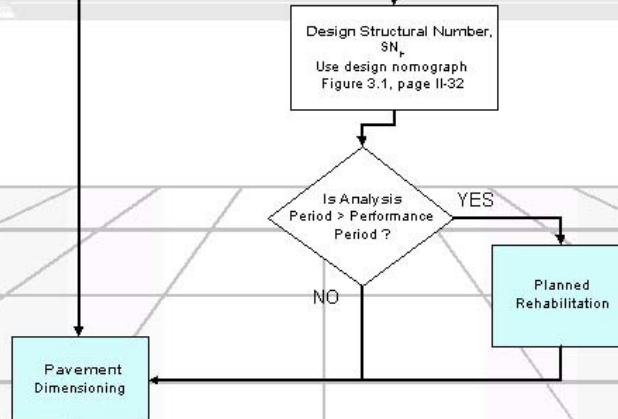 Design Structural Number,
SNr
Use design nomograph
Figure 3.1, page II-32
Is Analysis
Period > Performance
Period ?
YES
NO
Planned
Rehabilitation
Pavement
Dimensioning